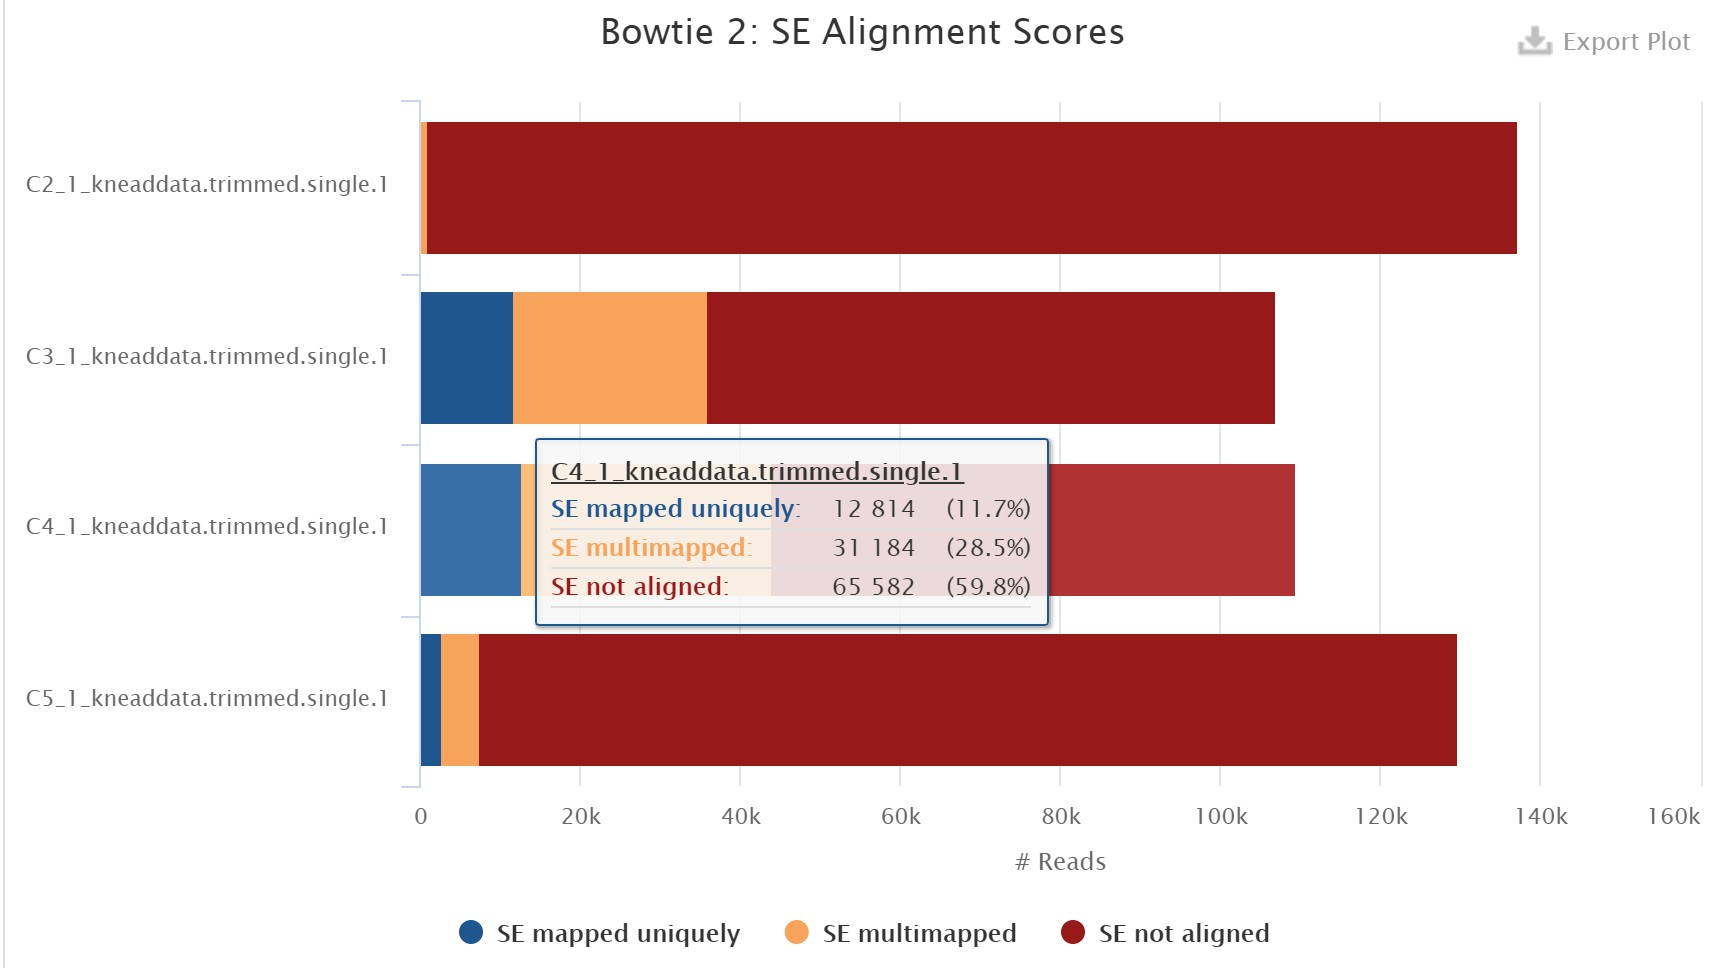 Bowtie 2: SE Alignment Scores
Export Plot
C2_1_kneaddata.trimmed.single.1
C3_1_kneaddata.trimmed.single.1
C4_1_kneaddata.trimmed.single.1
SE mapped uniquely: 12 814 (11.7%)
SE multimapped: 31 184 (28.5%)
SE not aligned: 65 582 (59.8%)
C4_1_kneaddata.trimmed.single.1
C5_1_kneaddata.trimmed.single.1
0 20k 40k 60k 80k 100k 120k 140k 160k
# Reads
SE mapped uniquely SE multimapped SE not aligned